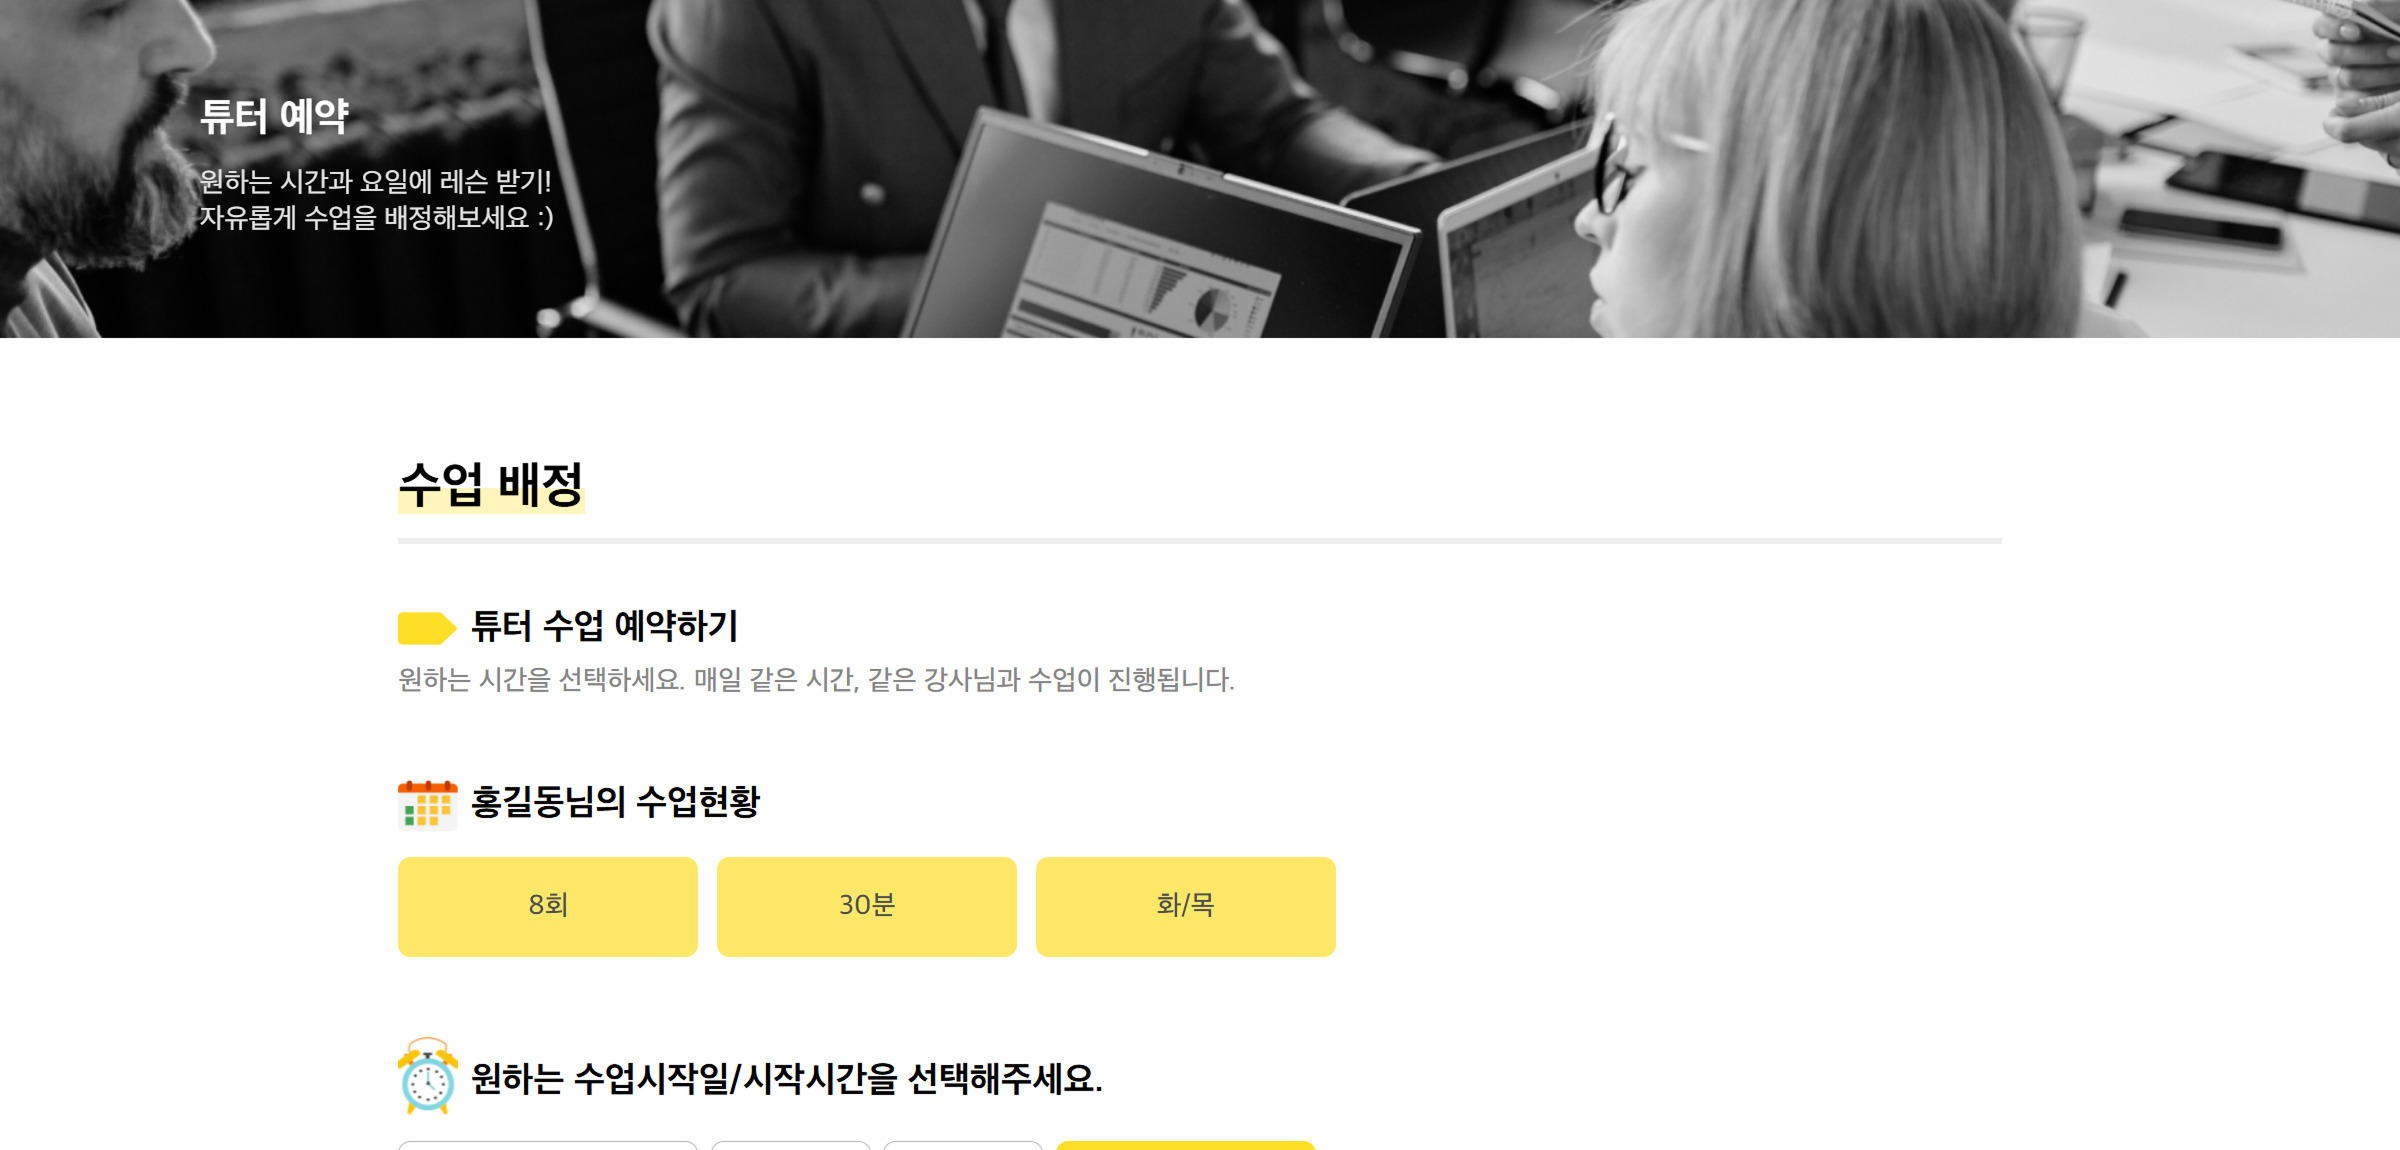 튜터 예약
원하는 시간과 요일에 레슨 받기!
자유롭게 수업을 배정해보세요 :)
수업 배정
튜터 수업 예약하기
원하는 시간을 선택하세요. 매일 같은 시간, 같은 강사님과 수업이 진행됩니다.
홍길동님의 수업현황
8회
30분
화/목
원하는 수업시작일/시작시간을 선택해주세요.